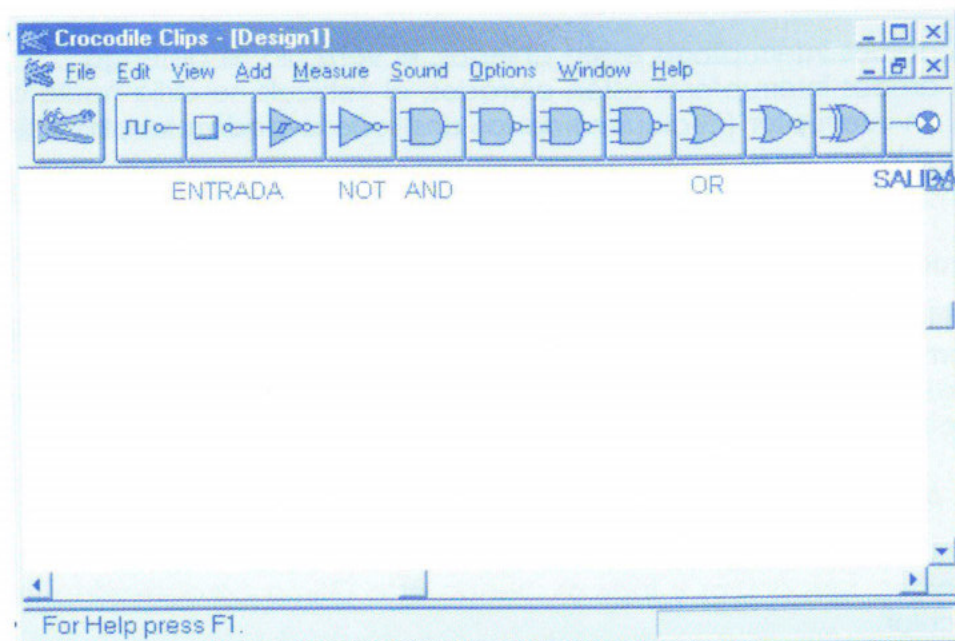 Crocodile Clips - [Design1]
File Edit View Add Measure Sound Options Window Help
ENTRADA NOT AND OR SALIDA
For Help press F1.